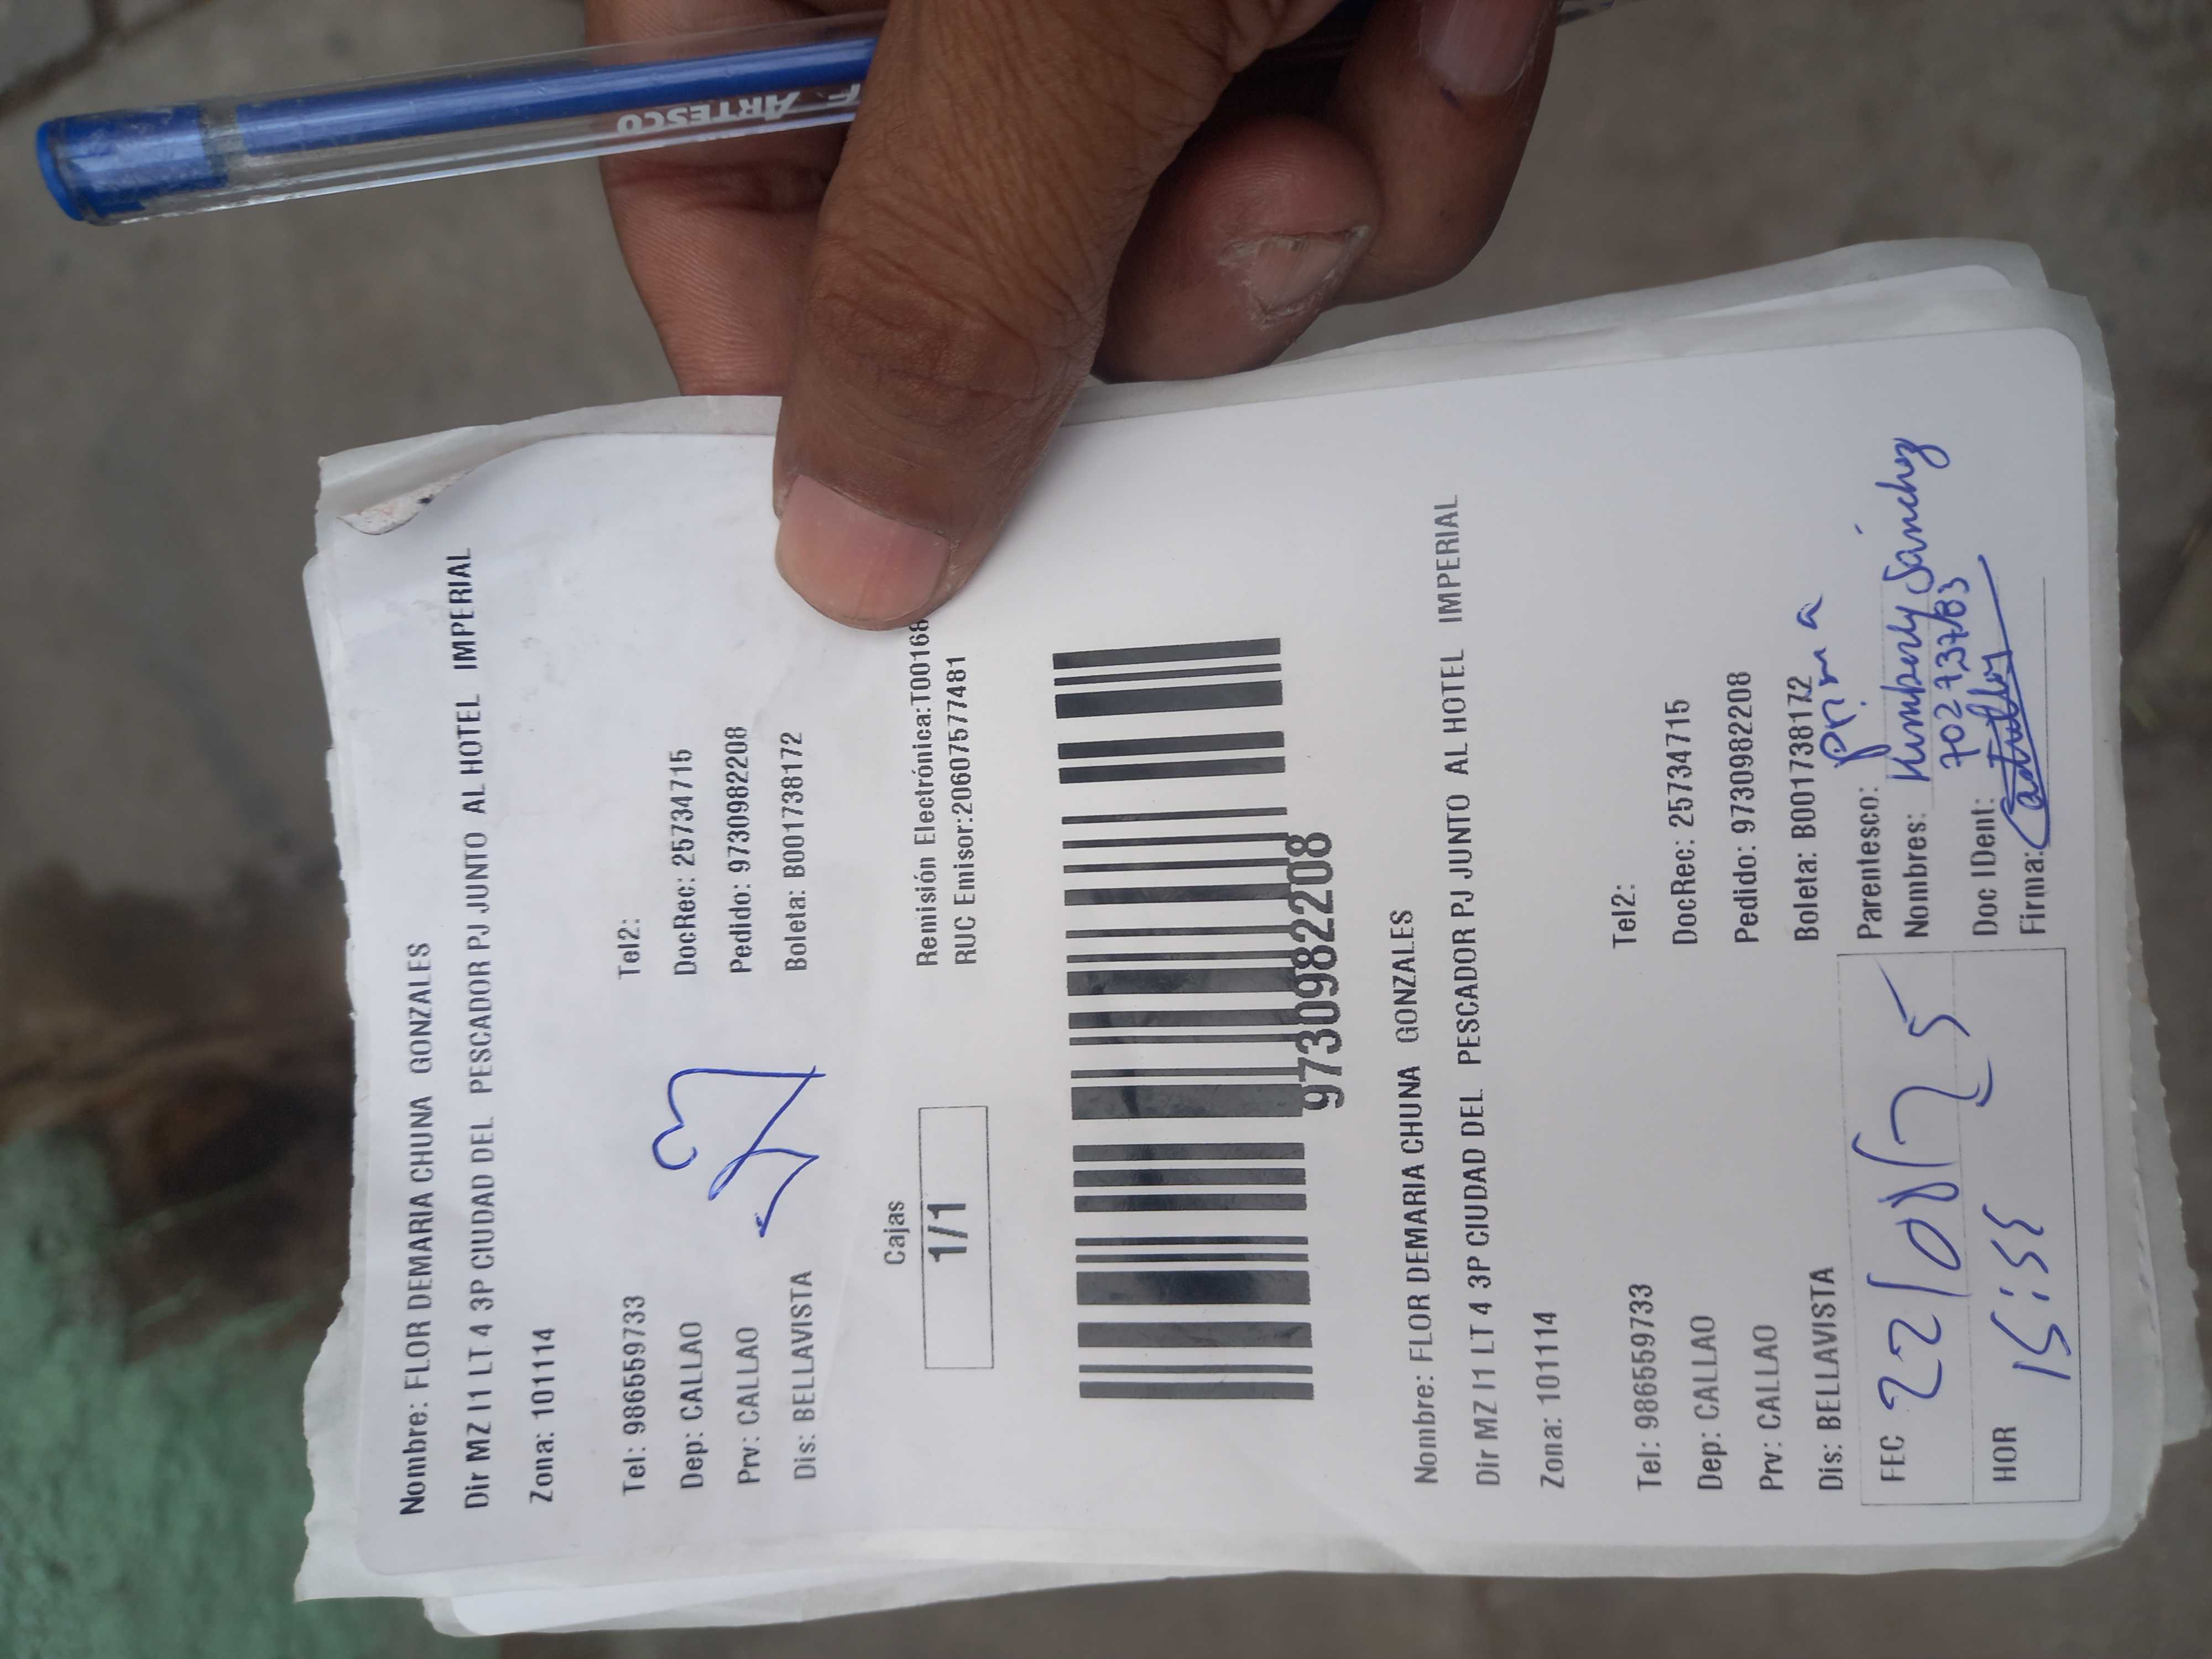 ARTESCO
Nombre: FLOR DEMARIA CHUNA GONZALES
Dir MZ I1 LT 4 3P CIUDAD DEL PESCADOR PJ JUNTO AL HOTEL IMPERIAL
Zona: 101114
Tel: 986559733 Tel2:
Dep: CALLAO DocRec: 25734715
Prv: CALLAO Pedido: 9730982208
Dis: BELLAVISTA Boleta: B001738172
Cajas
1/1
Remisión Electrónica:T00168
RUC Emisor:20607577481
9730982208
Nombre: FLOR DEMARIA CHUNA GONZALES
Dir MZ I1 LT 4 3P CIUDAD DEL PESCADOR PJ JUNTO AL HOTEL IMPERIAL
Zona: 101114
Tel: 986559733 Tel2:
Dep: CALLAO DocRec: 25734715
Prv: CALLAO Pedido: 9730982208
Dis: BELLAVISTA Boleta: B001738172
FEC 22/08/25 Parentesco: prima
Nombres: Kimberly Sánchez
HOR 15:55 Doc IDent: 70273783
Firma: